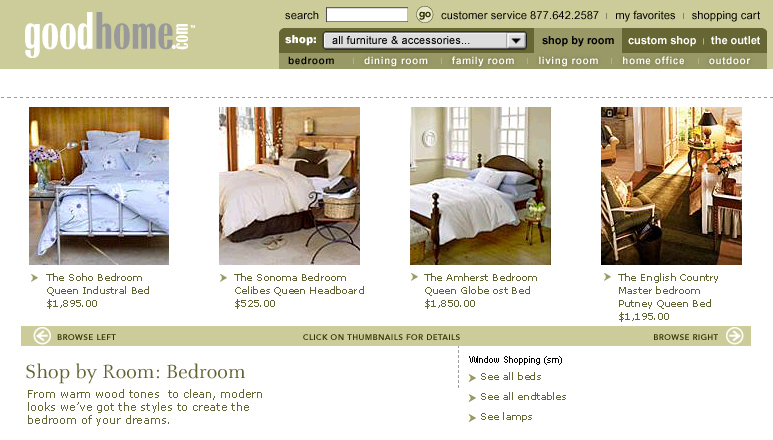 goodhome.com™
search go customer service 877.642.2587 my favorites shopping cart
shop: all furniture & accessories... shop by room custom shop the outlet
bedroom dining room family room living room home office outdoor
The Soho Bedroom
Queen Industral Bed
$1,895.00
The Sonoma Bedroom
Celibes Queen Headboard
$525.00
The Amherst Bedroom
Queen Globe ost Bed
$1,850.00
The English Country
Master bedroom
Putney Queen Bed
$1,195.00
BROWSE LEFT CLICK ON THUMBNAILS FOR DETAILS BROWSE RIGHT
Shop by Room: Bedroom
From warm wood tones to clean, modern
looks we've got the styles to create the
bedroom of your dreams.
Window Shopping (sm)
See all beds
See all endtables
See lamps